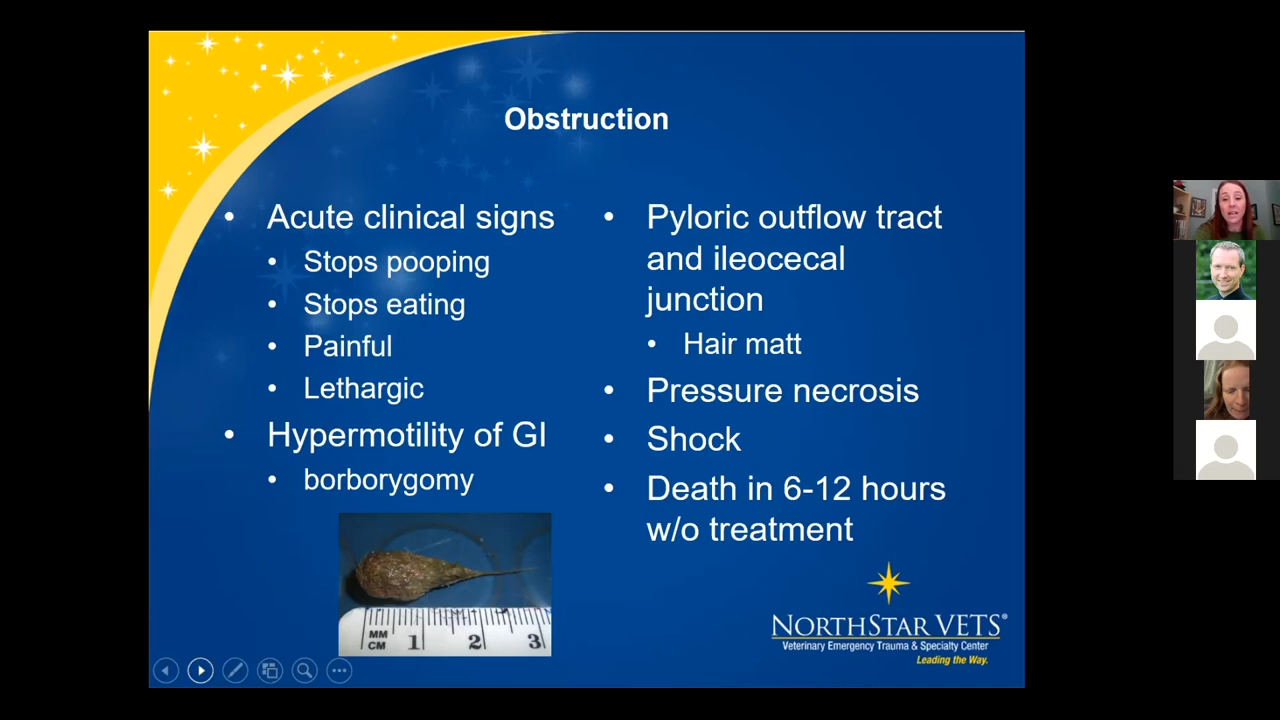 Obstruction
Acute clinical signs
Stops pooping
Stops eating
Painful
Lethargic
Hypermotility of GI
borborygomy
Pyloric outflow tract
and ileocecal
junction
Hair matt
Pressure necrosis
Shock
Death in 6-12 hours
w/o treatment
MM
CM
1
2
3
NORTHSTAR VETS®
Veterinary Emergency Trauma & Specialty Center
Leading the Way.